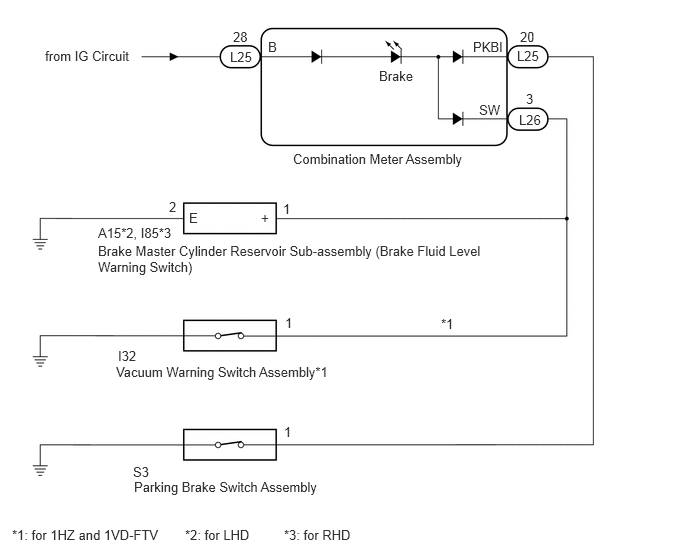 28
20
from IG Circuit
L25
B
PKBI
L25
Brake
3
SW
L26
Combination Meter Assembly
2
E
+
1
A15*2, I85*3
Brake Master Cylinder Reservoir Sub-assembly (Brake Fluid Level
Warning Switch)
1
*1
I32
Vacuum Warning Switch Assembly*1
1
S3
Parking Brake Switch Assembly
*1: for 1HZ and 1VD-FTV *2: for LHD *3: for RHD